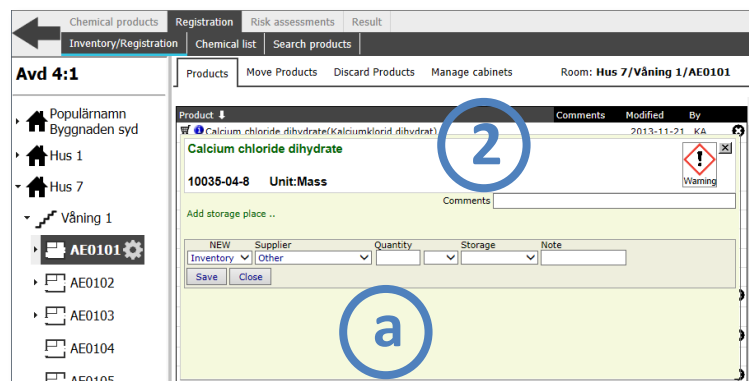 Chemical products Registration Risk assessments Result
Inventory/Registration Chemical list Search products
Avd 4:1
Products Move Products Discard Products Manage cabinets Room: Hus 7/Våning 1/AE0101
Populärnamn
Byggnaden syd
Hus 1
Hus 7
Våning 1
AE0101
AE0102
AE0103
AE0104
AE0105
Product Comments Modified By
Calcium chloride dihydrate(Kalciumklorid dihydrat) 2013-11-21 KA
2
Calcium chloride dihydrate
Warning
10035-04-8 Unit:Mass
Comments
Add storage place ..
NEW Supplier Quantity Storage Note
Inventory Other
Save Close
a